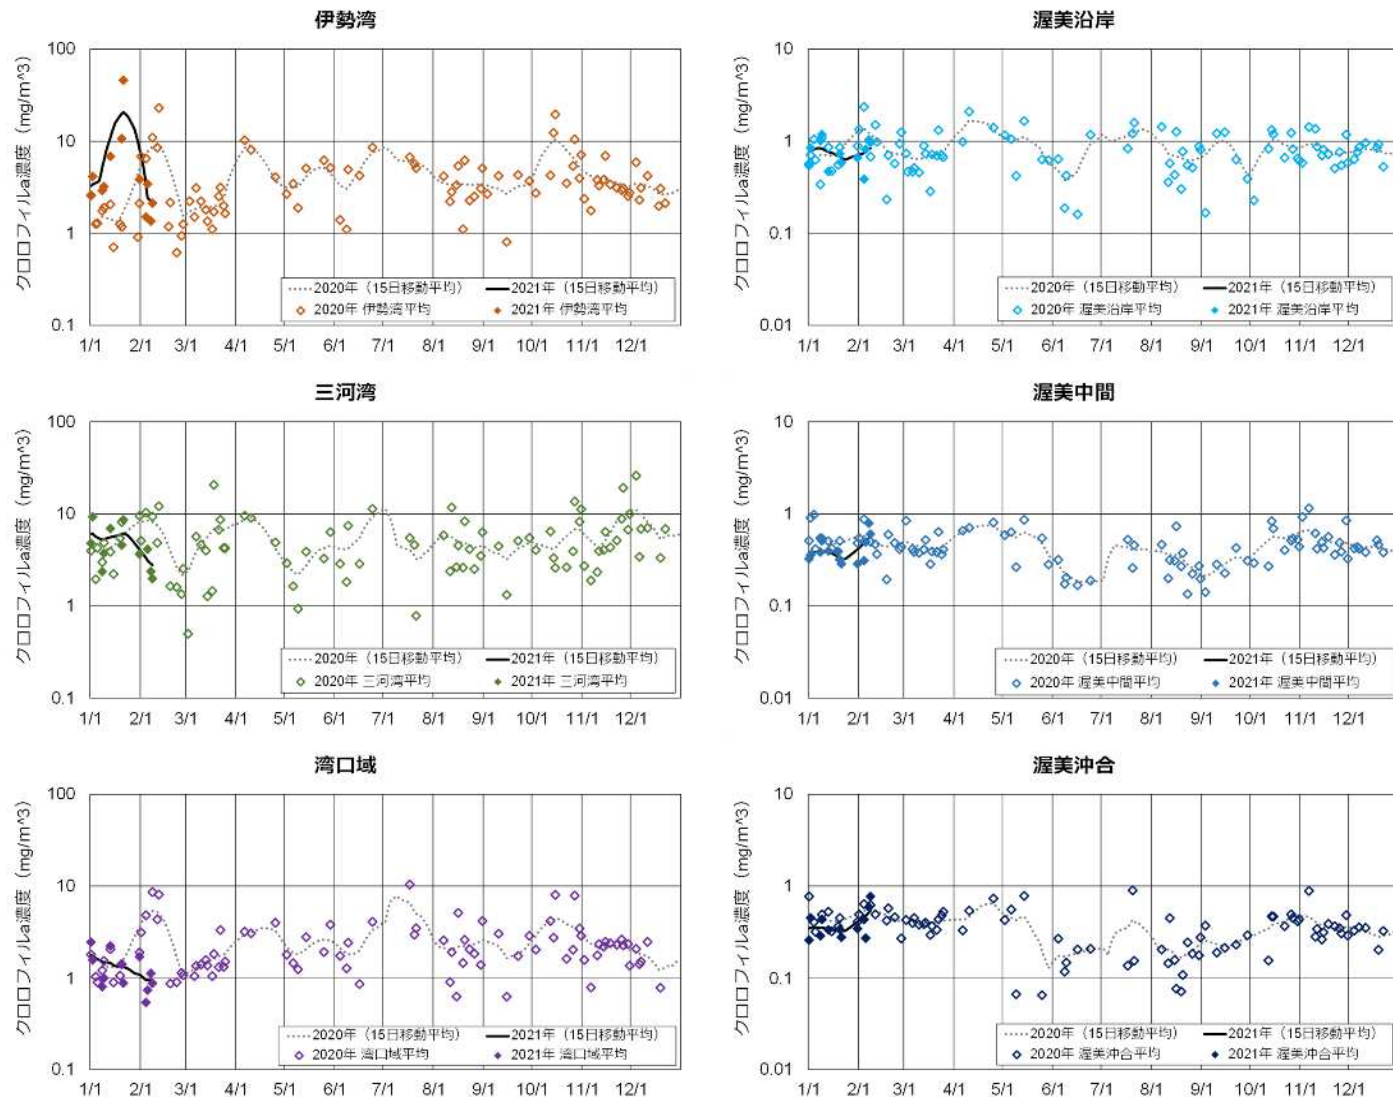 伊勢湾
クロロフィルa濃度（mg/m^3）
100
10
1
0.1
1/1 2/1 3/1 4/1 5/1 6/1 7/1 8/1 9/1 10/1 11/1 12/1
2020年（15日移動平均） 2021年（15日移動平均）
2020年 伊勢湾平均 2021年 伊勢湾平均
渥美沿岸
クロロフィルa濃度（mg/m^3）
10
1
0.1
0.01
1/1 2/1 3/1 4/1 5/1 6/1 7/1 8/1 9/1 10/1 11/1 12/1
2020年（15日移動平均） 2021年（15日移動平均）
2020年 渥美沿岸平均 2021年 渥美沿岸平均
三河湾
クロロフィルa濃度（mg/m^3）
100
10
1
0.1
1/1 2/1 3/1 4/1 5/1 6/1 7/1 8/1 9/1 10/1 11/1 12/1
2020年（15日移動平均） 2021年（15日移動平均）
2020年 三河湾平均 2021年 三河湾平均
渥美中間
クロロフィルa濃度（mg/m^3）
10
1
0.1
0.01
1/1 2/1 3/1 4/1 5/1 6/1 7/1 8/1 9/1 10/1 11/1 12/1
2020年（15日移動平均） 2021年（15日移動平均）
2020年 渥美中間平均 2021年 渥美中間平均
湾口域
クロロフィルa濃度（mg/m^3）
100
10
1
0.1
1/1 2/1 3/1 4/1 5/1 6/1 7/1 8/1 9/1 10/1 11/1 12/1
2020年（15日移動平均） 2021年（15日移動平均）
2020年 湾口域平均 2021年 湾口域平均
渥美沖合
クロロフィルa濃度（mg/m^3）
10
1
0.1
0.01
1/1 2/1 3/1 4/1 5/1 6/1 7/1 8/1 9/1 10/1 11/1 12/1
2020年（15日移動平均） 2021年（15日移動平均）
2020年 渥美沖合平均 2021年 渥美沖合平均